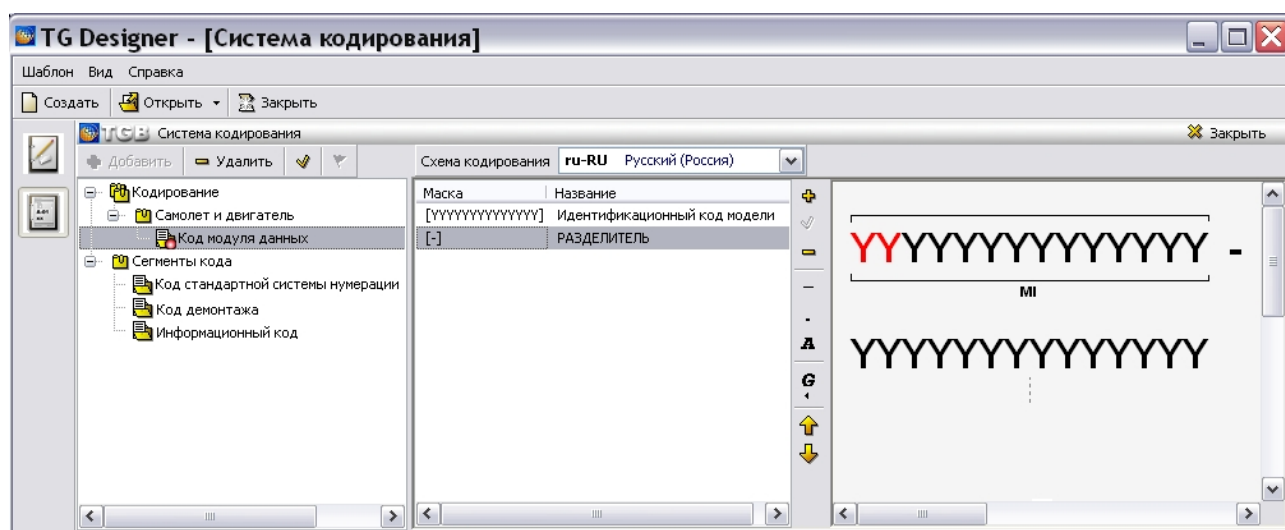 TG Designer - [Система кодирования]
Шаблон Вид Справка
Создать Открыть Закрыть
TGB Система кодирования Закрыть
Добавить Удалить Схема кодирования ru-RU Русский (Россия)
Кодирование
Самолет и двигатель
Код модуля данных
Сегменты кода
Код стандартной системы нумерации
Код демонтажа
Информационный код
Маска Название
[YYYYYYYYYYYYYY] Идентификационный код модели
[-] РАЗДЕЛИТЕЛЬ
A
G
YYYYYYYYYYYYYY -
MI
YYYYYYYYYYYYYY